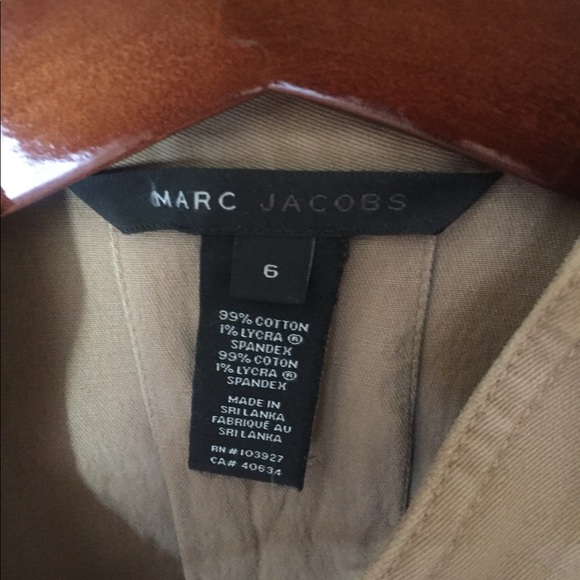 MARC JACOBS
6
99% COTTON
1% LYCRA ®
SPANDEX
99% COTON
1% LYCRA ®
SPANDEX
MADE IN
SRI LANKA
FABRIQUÉ AU
SRI LANKA
RN # 103927
CA# 40634